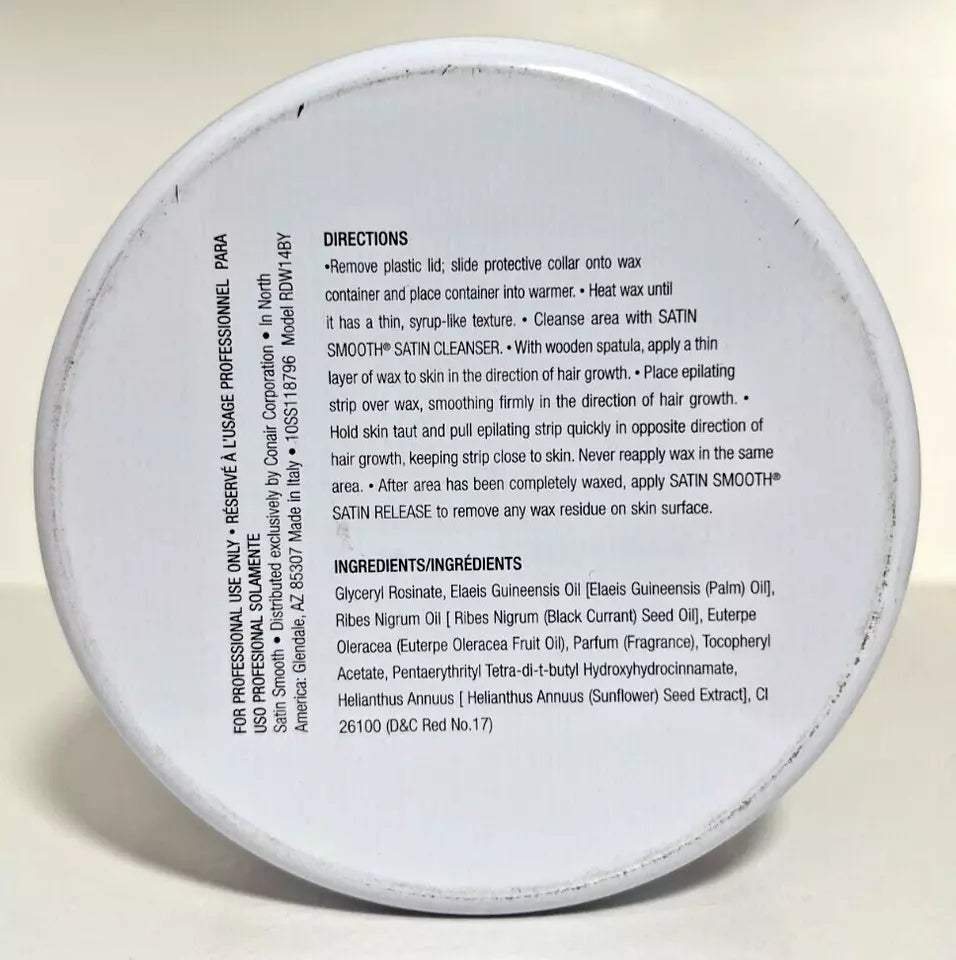 FOR PROFESSIONAL USE ONLY • RÉSERVÉ À L'USAGE PROFESSIONNEL PARA
USO PROFESIONAL SOLAMENTE
Satin Smooth • Distributed exclusively by Conair Corporation • In North
America: Glendale, AZ 85307 Made in Italy • 10SS118796 Model RDW14BY
DIRECTIONS
•Remove plastic lid; slide protective collar onto wax
container and place container into warmer. • Heat wax until
it has a thin, syrup-like texture. • Cleanse area with SATIN
SMOOTH® SATIN CLEANSER. • With wooden spatula, apply a thin
layer of wax to skin in the direction of hair growth. • Place epilating
strip over wax, smoothing firmly in the direction of hair growth. •
Hold skin taut and pull epilating strip quickly in opposite direction of
hair growth, keeping strip close to skin. Never reapply wax in the same
area. • After area has been completely waxed, apply SATIN SMOOTH®
SATIN RELEASE to remove any wax residue on skin surface.
INGREDIENTS/INGRÉDIENTS
Glyceryl Rosinate, Elaeis Guineensis Oil [Elaeis Guineensis (Palm) Oil],
Ribes Nigrum Oil [ Ribes Nigrum (Black Currant) Seed Oil], Euterpe
Oleracea (Euterpe Oleracea Fruit Oil), Parfum (Fragrance), Tocopheryl
Acetate, Pentaerythrityl Tetra-di-t-butyl Hydroxyhydrocinnamate,
Helianthus Annuus [ Helianthus Annuus (Sunflower) Seed Extract], CI
26100 (D&C Red No.17)